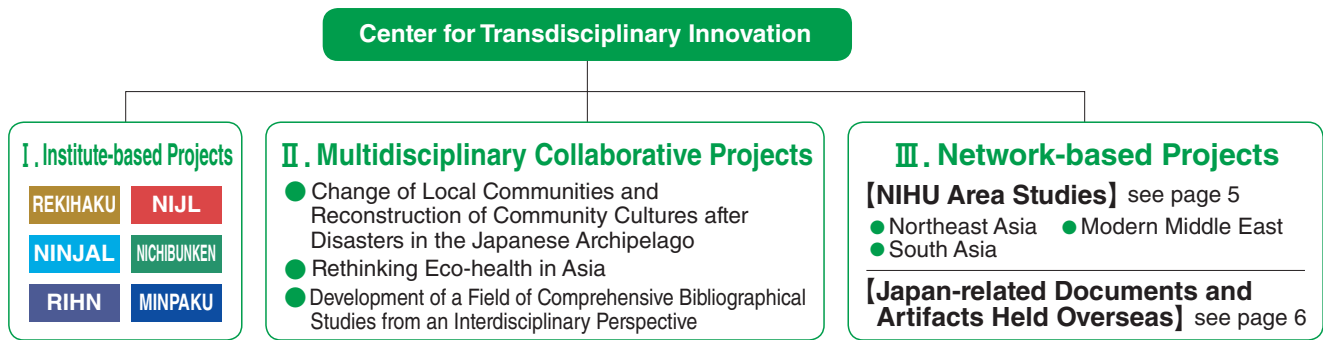 Center for Transdisciplinary Innovation
Ⅰ. Institute-based Projects
REKIHAKU NIJL
NINJAL NICHIBUNKEN
RIHN MINPAKU
Ⅱ. Multidisciplinary Collaborative Projects
● Change of Local Communities and
Reconstruction of Community Cultures after
Disasters in the Japanese Archipelago
● Rethinking Eco-health in Asia
● Development of a Field of Comprehensive Bibliographical
Studies from an Interdisciplinary Perspective
Ⅲ. Network-based Projects
【NIHU Area Studies】 see page 5
● Northeast Asia ● Modern Middle East
● South Asia
【Japan-related Documents and
Artifacts Held Overseas】 see page 6